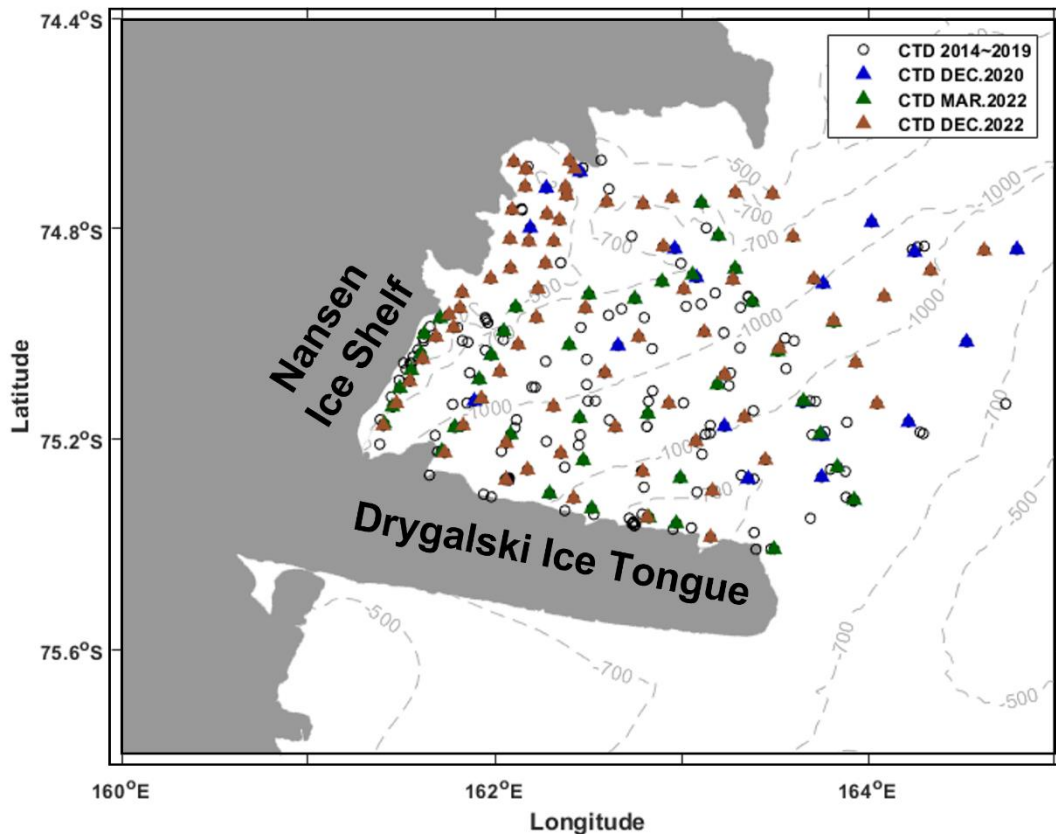 74.4°S
CTD 2014~2019
CTD DEC.2020
CTD MAR.2022
CTD DEC.2022
-500
-1000
-700
-700
-700
74.8°S
-500
-1000
-1000
Nansen
Ice Shelf
Latitude
-1000
-1000
-700
75.2°S
-700
-500
Drygalski Ice Tongue
-500
-700
-700
75.6°S
-500
160°E
162°E
164°E
Longitude